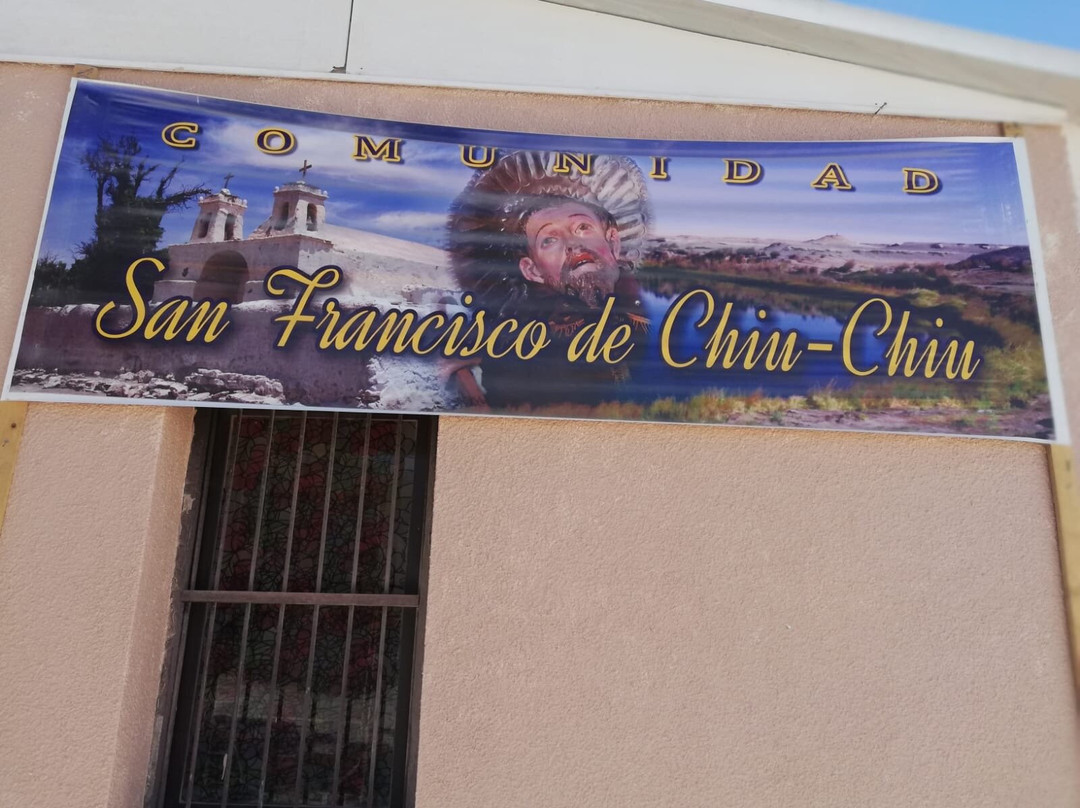 COMUNIDAD
San Francisco de Chiu-Chiu